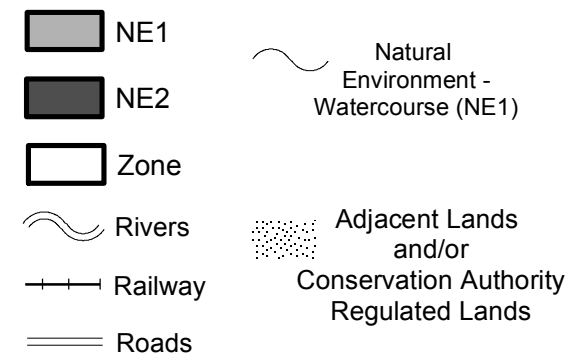 NE1
NE2
Zone
Rivers
Railway
Roads
Natural
Environment -
Watercourse (NE1)
Adjacent Lands
and/or
Conservation Authority
Regulated Lands